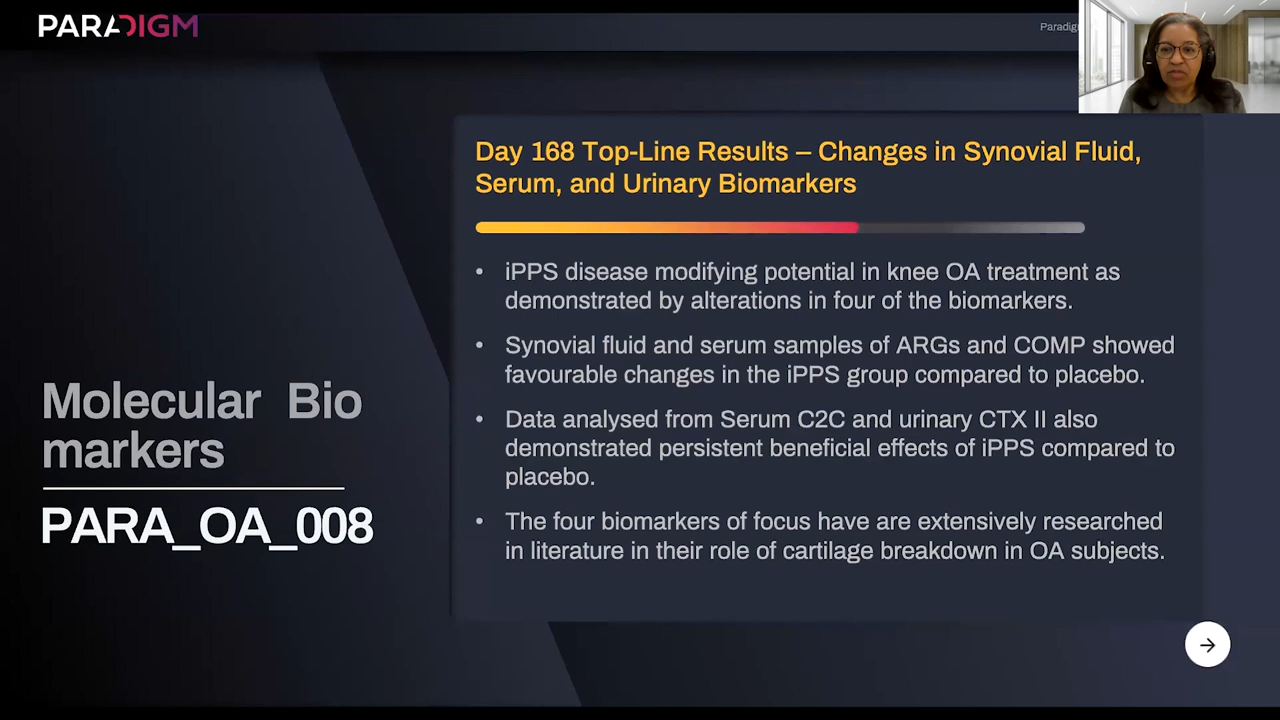 PARADIGM
Paradig
Day 168 Top-Line Results – Changes in Synovial Fluid,
Serum, and Urinary Biomarkers
• iPPS disease modifying potential in knee OA treatment as
demonstrated by alterations in four of the biomarkers.
• Synovial fluid and serum samples of ARGs and COMP showed
favourable changes in the iPPS group compared to placebo.
• Data analysed from Serum C2C and urinary CTX II also
demonstrated persistent beneficial effects of iPPS compared to
placebo.
• The four biomarkers of focus have are extensively researched
in literature in their role of cartilage breakdown in OA subjects.
Molecular Bio
markers
PARA_OA_008